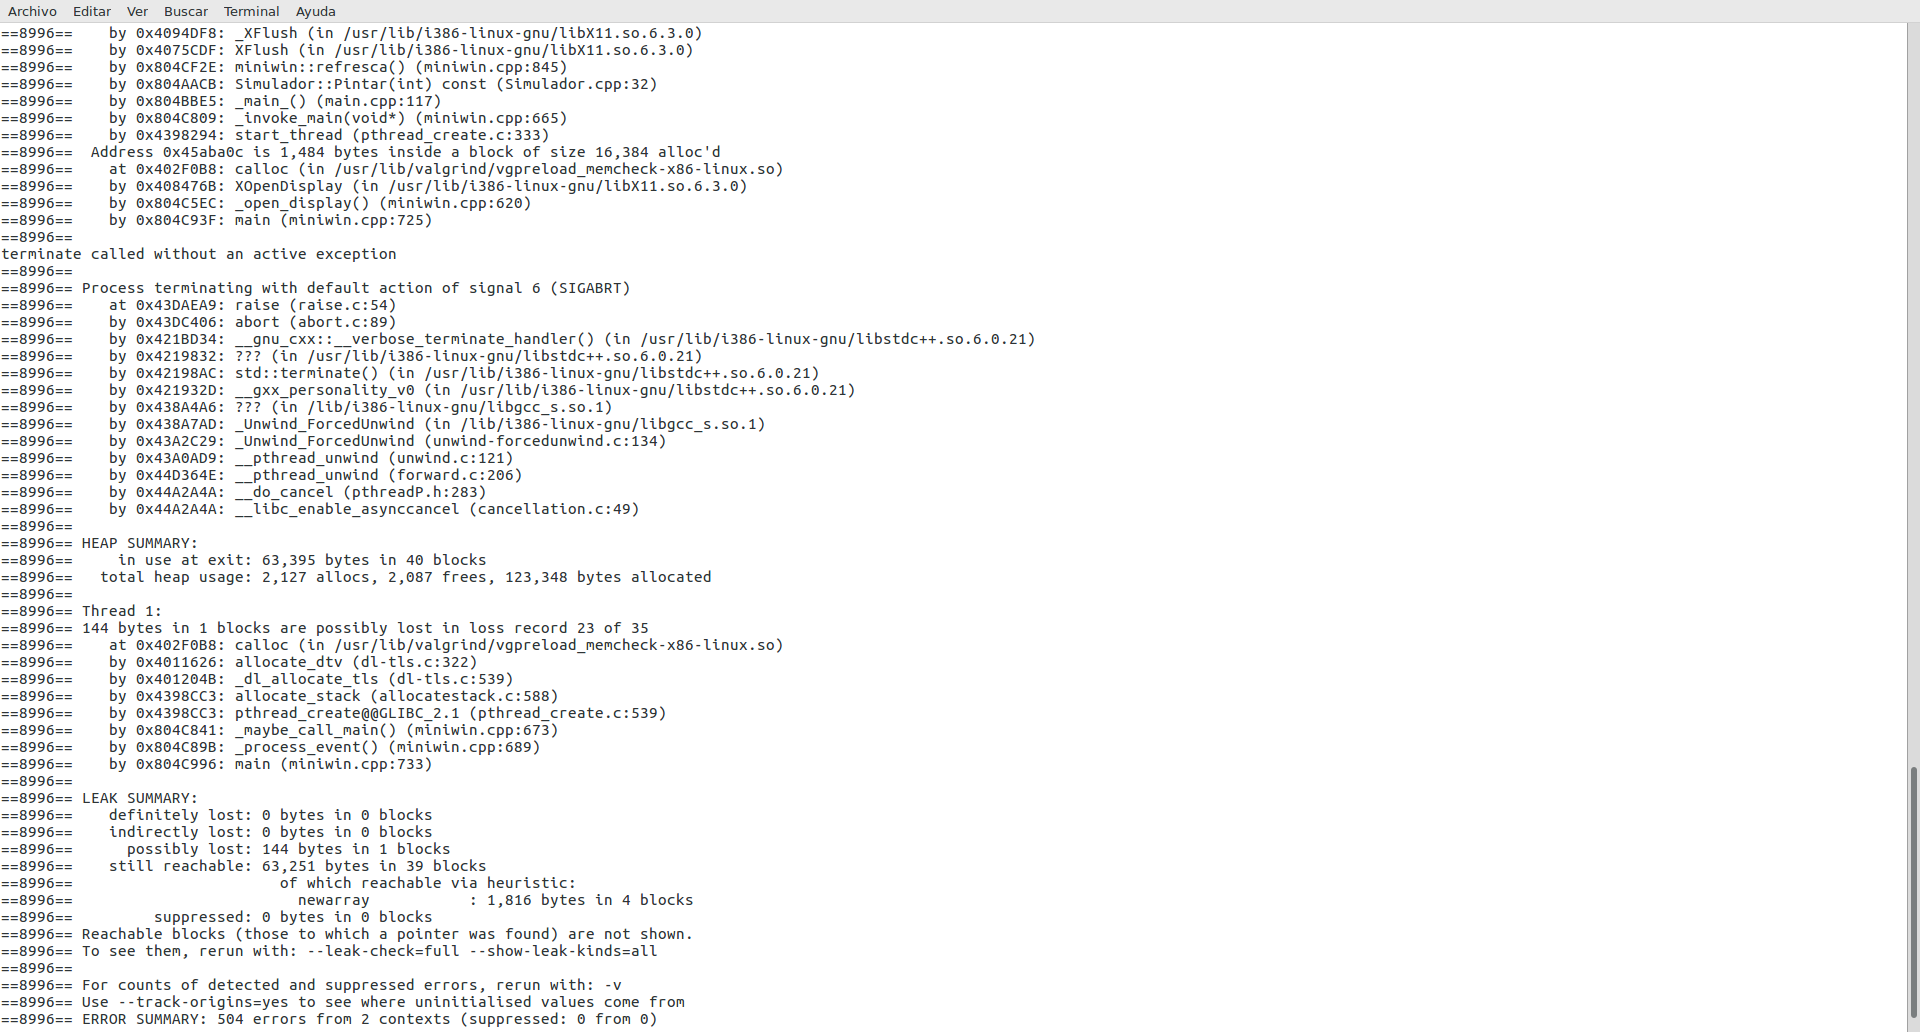 Archivo Editar Ver Buscar Terminal Ayuda
==8996==    by 0x4094DF8: _XFlush (in /usr/lib/i386-linux-gnu/libX11.so.6.3.0)
==8996==    by 0x4075CDF: XFlush (in /usr/lib/i386-linux-gnu/libX11.so.6.3.0)
==8996==    by 0x804CF2E: miniwin::refresca() (miniwin.cpp:845)
==8996==    by 0x804AACB: Simulador::Pintar(int) const (Simulador.cpp:32)
==8996==    by 0x804BBE5: _main_() (main.cpp:117)
==8996==    by 0x804C809: _invoke_main(void*) (miniwin.cpp:665)
==8996==    by 0x4398294: start_thread (pthread_create.c:333)
==8996==  Address 0x45aba0c is 1,484 bytes inside a block of size 16,384 alloc'd
==8996==    at 0x402F0B8: calloc (in /usr/lib/valgrind/vgpreload_memcheck-x86-linux.so)
==8996==    by 0x408476B: XOpenDisplay (in /usr/lib/i386-linux-gnu/libX11.so.6.3.0)
==8996==    by 0x804C5EC: _open_display() (miniwin.cpp:620)
==8996==    by 0x804C93F: main (miniwin.cpp:725)
==8996==
terminate called without an active exception
==8996==
==8996== Process terminating with default action of signal 6 (SIGABRT)
==8996==    at 0x43DAEA9: raise (raise.c:54)
==8996==    by 0x43DC406: abort (abort.c:89)
==8996==    by 0x421BD34: __gnu_cxx::__verbose_terminate_handler() (in /usr/lib/i386-linux-gnu/libstdc++.so.6.0.21)
==8996==    by 0x4219832: ??? (in /usr/lib/i386-linux-gnu/libstdc++.so.6.0.21)
==8996==    by 0x42198AC: std::terminate() (in /usr/lib/i386-linux-gnu/libstdc++.so.6.0.21)
==8996==    by 0x421932D: __gxx_personality_v0 (in /usr/lib/i386-linux-gnu/libstdc++.so.6.0.21)
==8996==    by 0x438A4A6: ??? (in /lib/i386-linux-gnu/libgcc_s.so.1)
==8996==    by 0x438A7AD: _Unwind_ForcedUnwind (in /lib/i386-linux-gnu/libgcc_s.so.1)
==8996==    by 0x43A2C29: _Unwind_ForcedUnwind (unwind-forcedunwind.c:134)
==8996==    by 0x43A0AD9: __pthread_unwind (unwind.c:121)
==8996==    by 0x44D364E: __pthread_unwind (forward.c:206)
==8996==    by 0x44A2A4A: __do_cancel (pthreadP.h:283)
==8996==    by 0x44A2A4A: __libc_enable_asynccancel (cancellation.c:49)
==8996==
==8996== HEAP SUMMARY:
==8996==     in use at exit: 63,395 bytes in 40 blocks
==8996==   total heap usage: 2,127 allocs, 2,087 frees, 123,348 bytes allocated
==8996==
==8996== Thread 1:
==8996== 144 bytes in 1 blocks are possibly lost in loss record 23 of 35
==8996==    at 0x402F0B8: calloc (in /usr/lib/valgrind/vgpreload_memcheck-x86-linux.so)
==8996==    by 0x4011626: allocate_dtv (dl-tls.c:322)
==8996==    by 0x401204B: _dl_allocate_tls (dl-tls.c:539)
==8996==    by 0x4398CC3: allocate_stack (allocatestack.c:588)
==8996==    by 0x4398CC3: pthread_create@@GLIBC_2.1 (pthread_create.c:539)
==8996==    by 0x804C841: _maybe_call_main() (miniwin.cpp:673)
==8996==    by 0x804C89B: _process_event() (miniwin.cpp:689)
==8996==    by 0x804C996: main (miniwin.cpp:733)
==8996==
==8996== LEAK SUMMARY:
==8996==    definitely lost: 0 bytes in 0 blocks
==8996==    indirectly lost: 0 bytes in 0 blocks
==8996==      possibly lost: 144 bytes in 1 blocks
==8996==    still reachable: 63,251 bytes in 39 blocks
==8996==                       of which reachable via heuristic:
==8996==                         newarray           : 1,816 bytes in 4 blocks
==8996==         suppressed: 0 bytes in 0 blocks
==8996== Reachable blocks (those to which a pointer was found) are not shown.
==8996== To see them, rerun with: --leak-check=full --show-leak-kinds=all
==8996==
==8996== For counts of detected and suppressed errors, rerun with: -v
==8996== Use --track-origins=yes to see where uninitialised values come from
==8996== ERROR SUMMARY: 504 errors from 2 contexts (suppressed: 0 from 0)